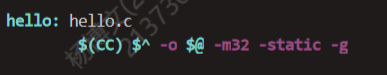 hello: hello.c
$(CC) $^ -o $@ -m32 -static -g